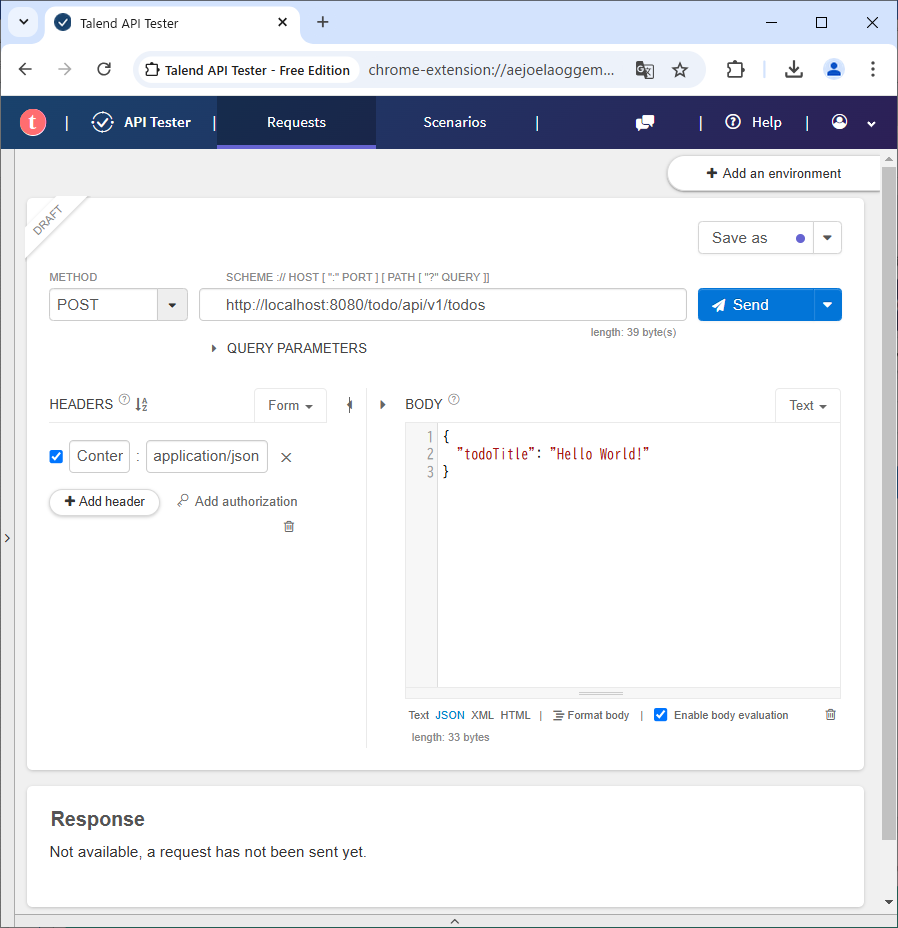 Talend API Tester
Talend API Tester - Free Edition chrome-extension://aejoelaoggem...
t | API Tester | Requests Scenarios | | Help |
+ Add an environment
DRAFT
Save as
METHOD SCHEME :// HOST [ ":" PORT ] [ PATH [ "?" QUERY ]]
POST http://localhost:8080/todo/api/v1/todos Send
length: 39 byte(s)
QUERY PARAMETERS
HEADERS ? Form BODY ? Text
1 {
2 "todoTitle": "Hello World!"
3 }
Conter : application/json
+ Add header Add authorization
Text JSON XML HTML | Format body | Enable body evaluation
length: 33 bytes
Response
Not available, a request has not been sent yet.